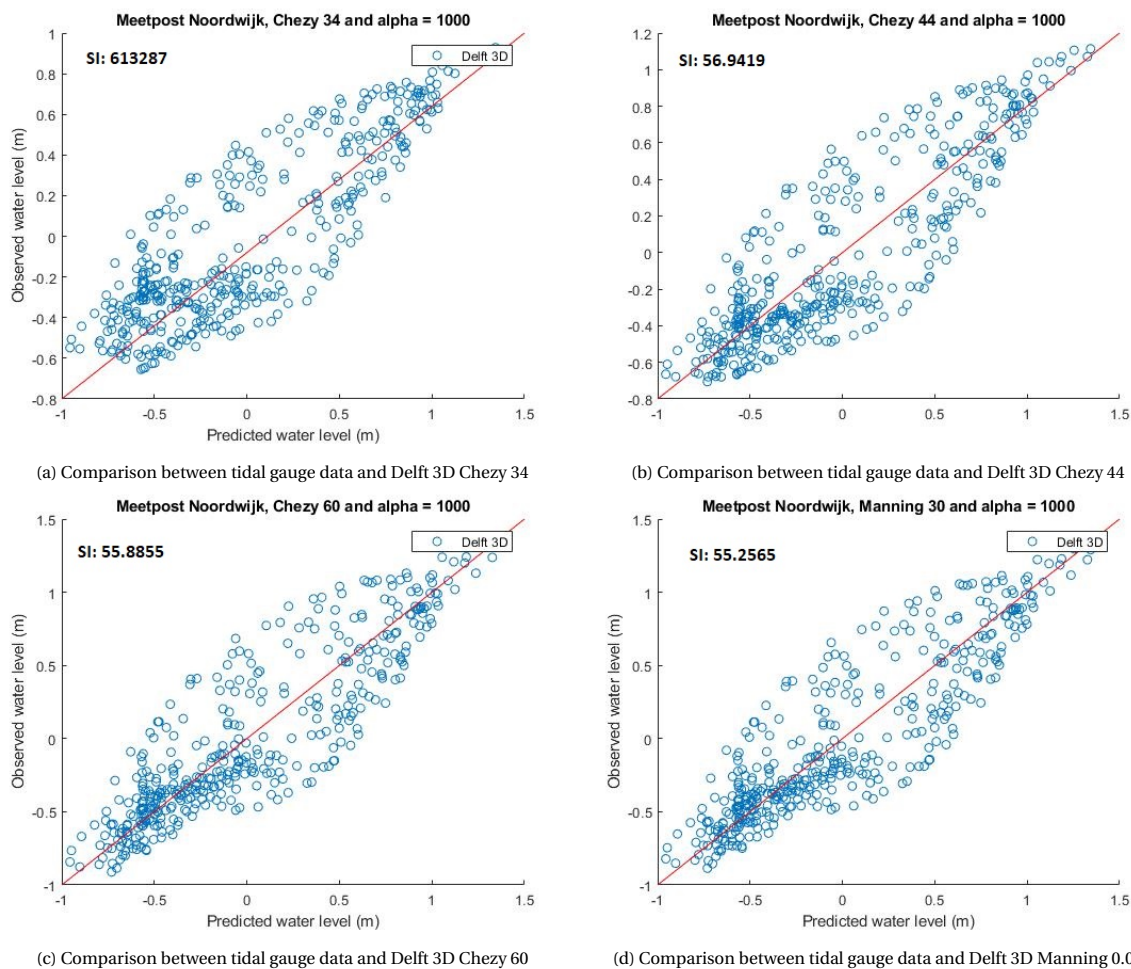 Meetpost Noordwijk, Chezy 34 and alpha = 1000
SI: 613287
Delft 3D
Observed water level (m)
1
0.8
0.6
0.4
0.2
0
-0.2
-0.4
-0.6
-0.8
-1
-0.5
0
0.5
1
1.5
Predicted water level (m)
(a) Comparison between tidal gauge data and Delft 3D Chezy 34
Meetpost Noordwijk, Chezy 44 and alpha = 1000
SI: 56.9419
1.2
1
0.8
0.6
0.4
0.2
0
-0.2
-0.4
-0.6
-0.8
-1
-0.5
0
0.5
1
1.5
(b) Comparison between tidal gauge data and Delft 3D Chezy 44
Meetpost Noordwijk, Chezy 60 and alpha = 1000
SI: 55.8855
Delft 3D
Observed water level (m)
1.5
1
0.5
0
-0.5
-1
-1
-0.5
0
0.5
1
1.5
Predicted water level (m)
(c) Comparison between tidal gauge data and Delft 3D Chezy 60
Meetpost Noordwijk, Manning 30 and alpha = 1000
SI: 55.2565
Delft 3D
Observed water level (m)
1.5
1
0.5
0
-0.5
-1
-1
-0.5
0
0.5
1
1.5
Predicted water level (m)
(d) Comparison between tidal gauge data and Delft 3D Manning 0.0